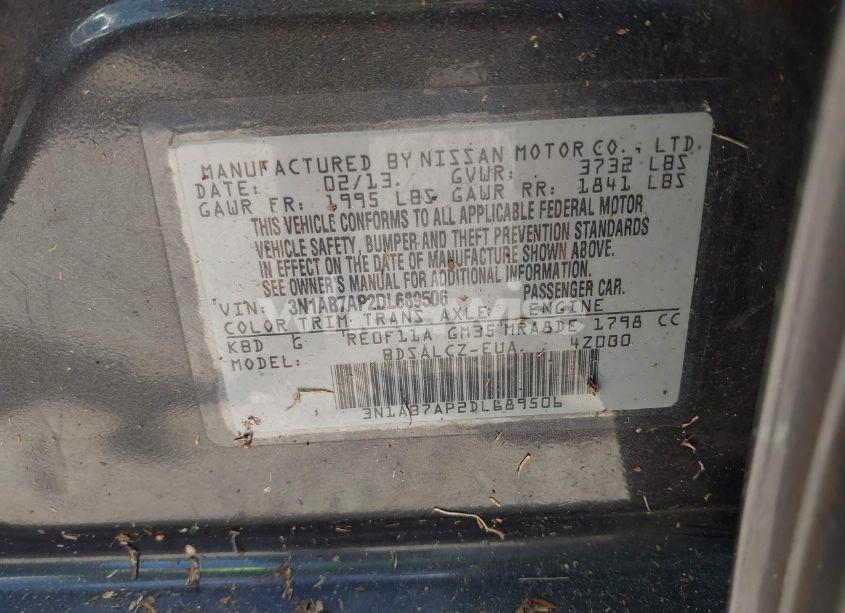 MANUFACTURED BY NISSAN MOTOR CO., LTD.
DATE: 02/13. GVWR: 3732 LBS
GAWR FR: 1995 LBS GAWR RR: 1841 LBS
THIS VEHICLE CONFORMS TO ALL APPLICABLE FEDERAL MOTOR
VEHICLE SAFETY, BUMPER AND THEFT PREVENTION STANDARDS
IN EFFECT ON THE DATE OF MANUFACTURE SHOWN ABOVE.
SEE OWNER'S MANUAL FOR ADDITIONAL INFORMATION.
VIN: 3N1AB7AP2DL689506 PASSENGER CAR.
COLOR TRIM TRANS AXLE ENGINE
KBD G RE0F11A GM35 MRA8DE 1798 CC
MODEL: BDSALCZ-EUA 4Z000
3N1AB7AP2DL689506